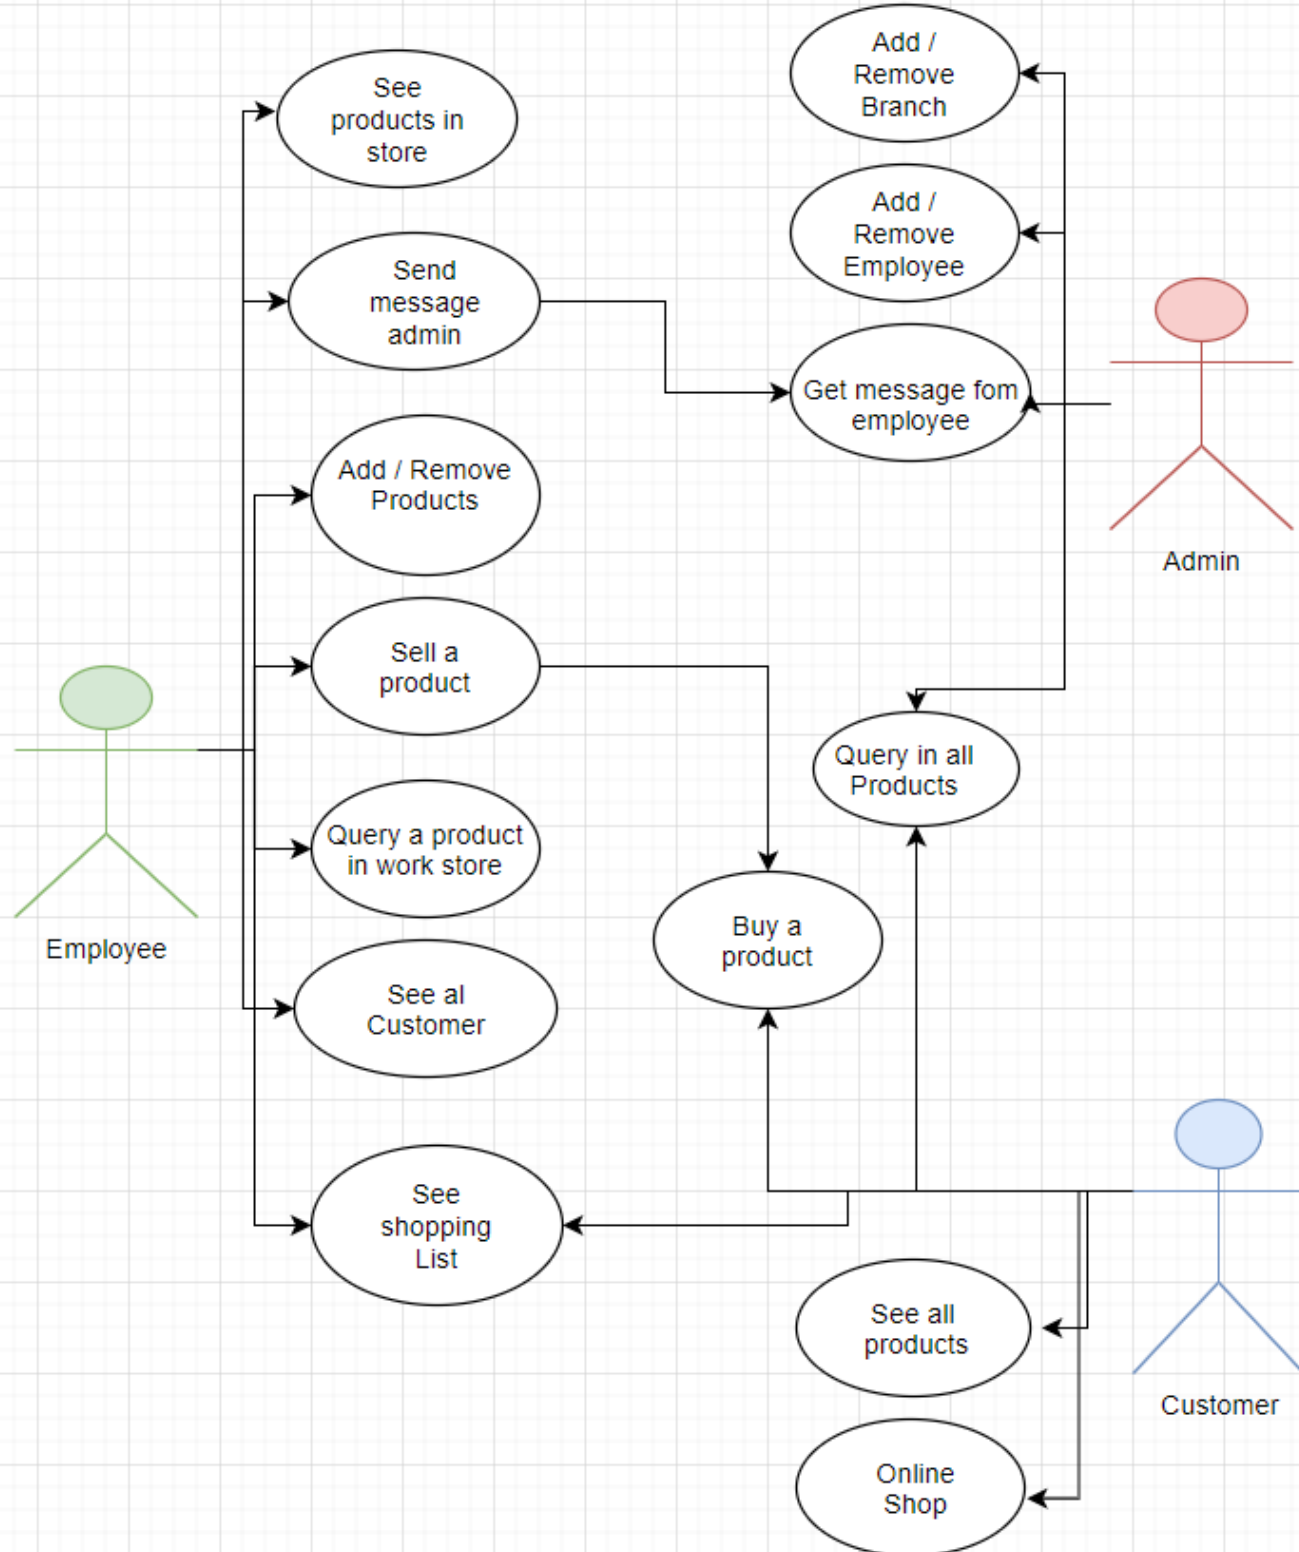 See
products in
store
Send
message
admin
Add / Remove
Products
Sell a
product
Query a product
in work store
See al
Customer
See
shopping
List
Employee
Add /
Remove
Branch
Add /
Remove
Employee
Get message fom
employee
Admin
Query in all
Products
Buy a
product
See all
products
Online
Shop
Customer